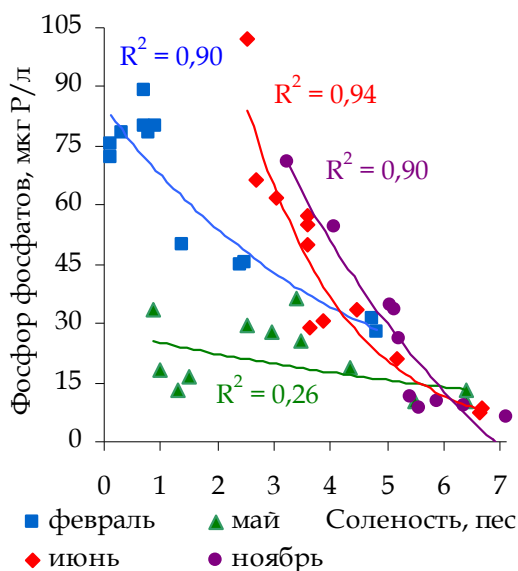 Фосфор фосфатов, мкг Р/л
105
90
75
60
45
30
15
0
R² = 0,90
R² = 0,94
R² = 0,90
R² = 0,26
0 1 2 3 4 5 6 7
февраль май Соленость, пес
июнь ноябрь